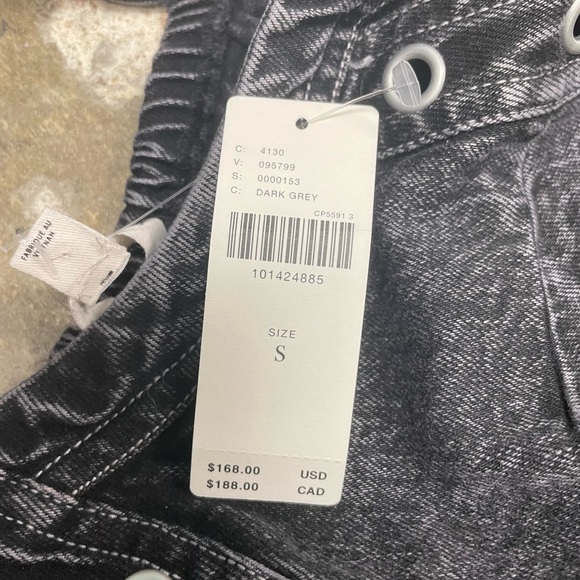 C: 4130
V: 095799
S: 0000153
C: DARK GREY
CP5591 3
101424885
SIZE
S
$168.00 USD
$188.00 CAD
FABRIQUÉ AU
VIETNAM